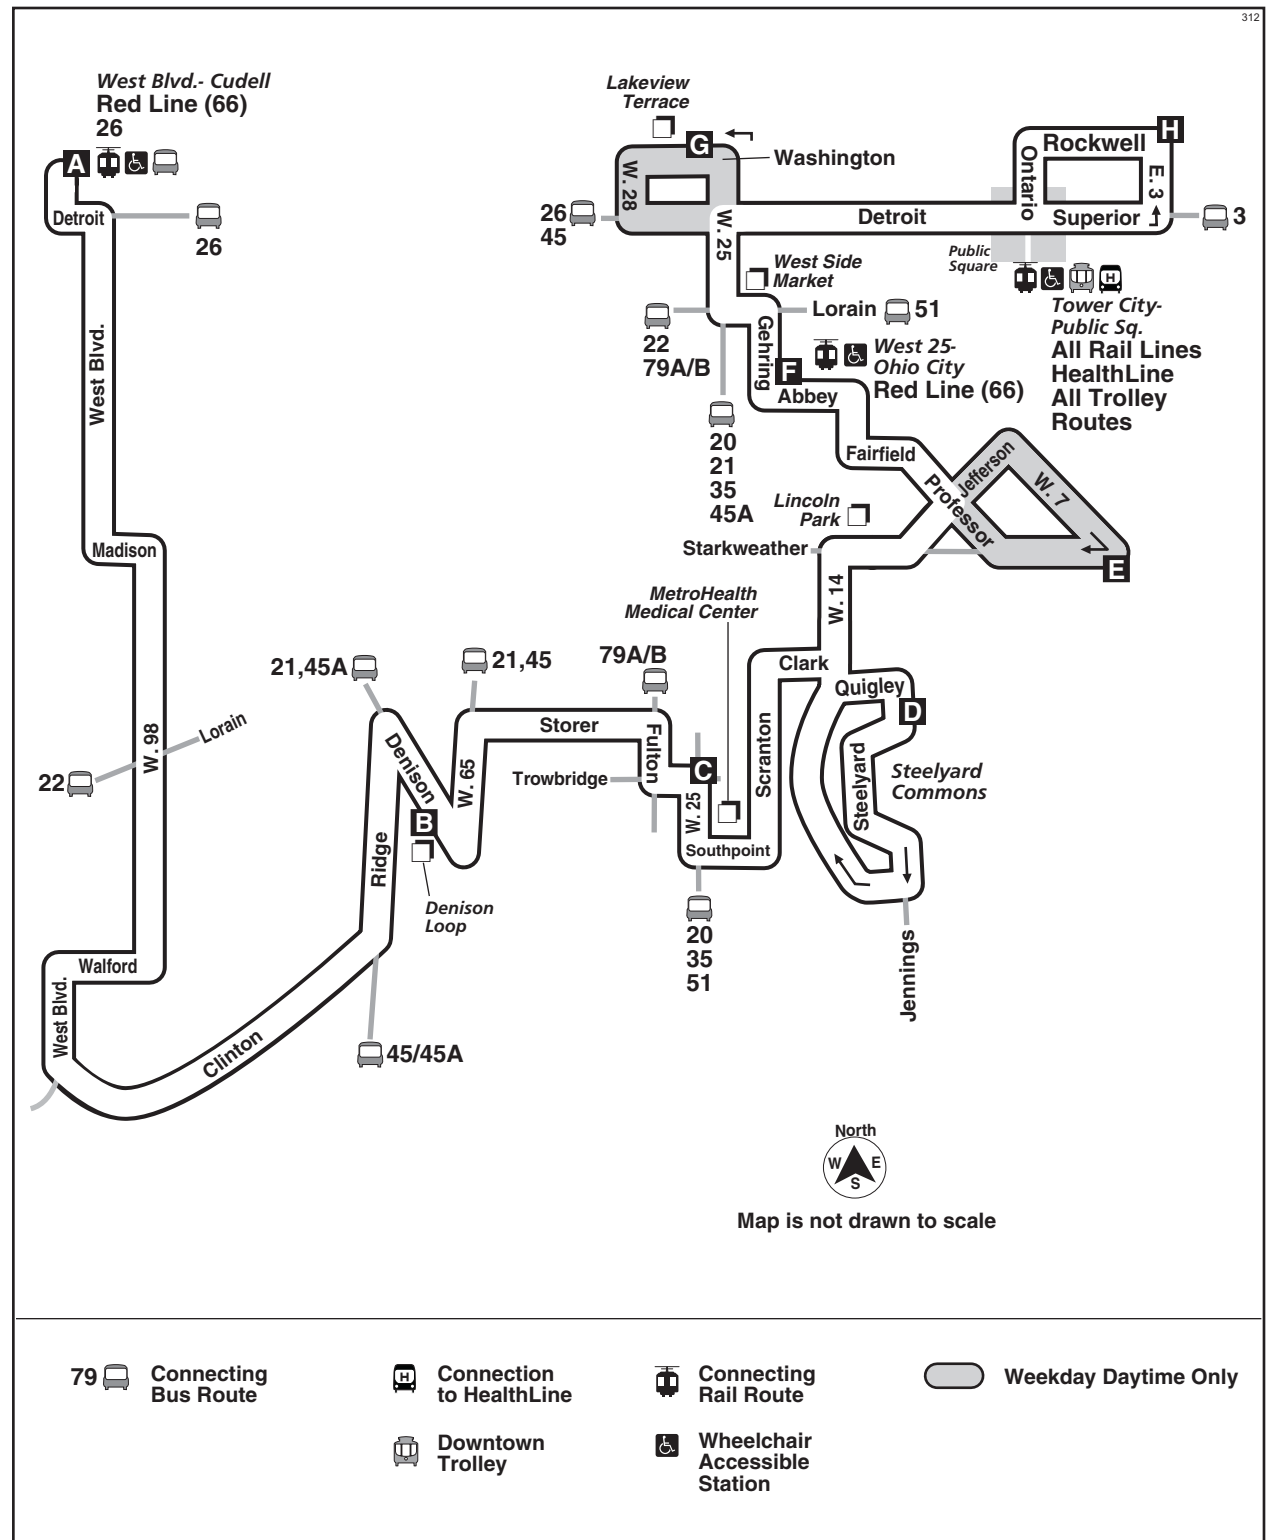 312
West Blvd.- Cudell
Red Line (66)
26
A
Detroit
26
West Blvd.
Madison
W. 98
Lorain
22
Walford
West Blvd.
Clinton
45/45A
Ridge
21,45A
Denison
B
Denison
Loop
W. 65
21,45
Storer
79A/B
Fulton
Trowbridge
C
W. 25
Southpoint
20
35
51
MetroHealth
Medical Center
Scranton
Clark
W. 14
Quigley
D
Steelyard
Steelyard
Commons
Jennings
Starkweather
Lincoln
Park
Professor
Jefferson
W. 7
E
Fairfield
Abbey
F
Gehring
West 25-
Ohio City
Red Line (66)
Lorain
51
West Side
Market
22
79A/B
20
21
35
45A
W. 25
26
45
W. 28
G
Washington
Lakeview
Terrace
Detroit
Superior
Ontario
Rockwell
H
E. 3
3
Public
Square
H
Tower City-
Public Sq.
All Rail Lines
HealthLine
All Trolley
Routes
North
W
E
S
Map is not drawn to scale
79
Connecting
Bus Route
H
Connection
to HealthLine
Connecting
Rail Route
Weekday Daytime Only
Downtown
Trolley
Wheelchair
Accessible
Station